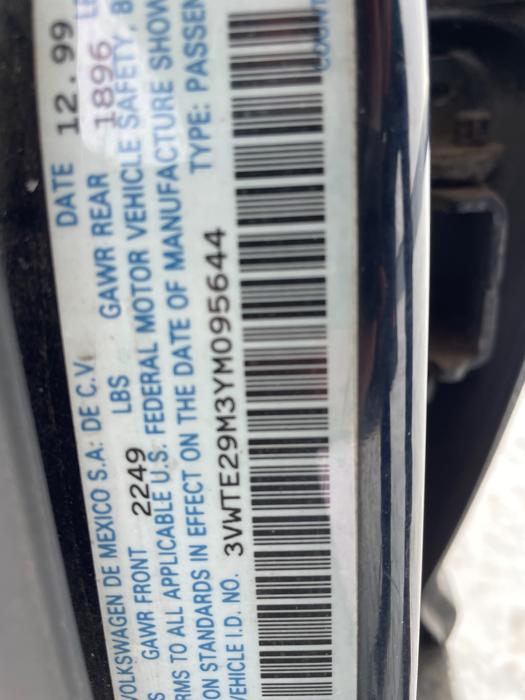 VOLKSWAGEN DE MEXICO S.A: DE C.V. DATE 12.99
GAWR FRONT 2249 LBS GAWR REAR 1896
TO ALL APPLICABLE U.S. FEDERAL MOTOR VEHICLE SAFETY,
ON STANDARDS IN EFFECT ON THE DATE OF MANUFACTURE SHOW
VEHICLE I.D. NO. 3VWTE29M3YM095644 TYPE: PASSEN